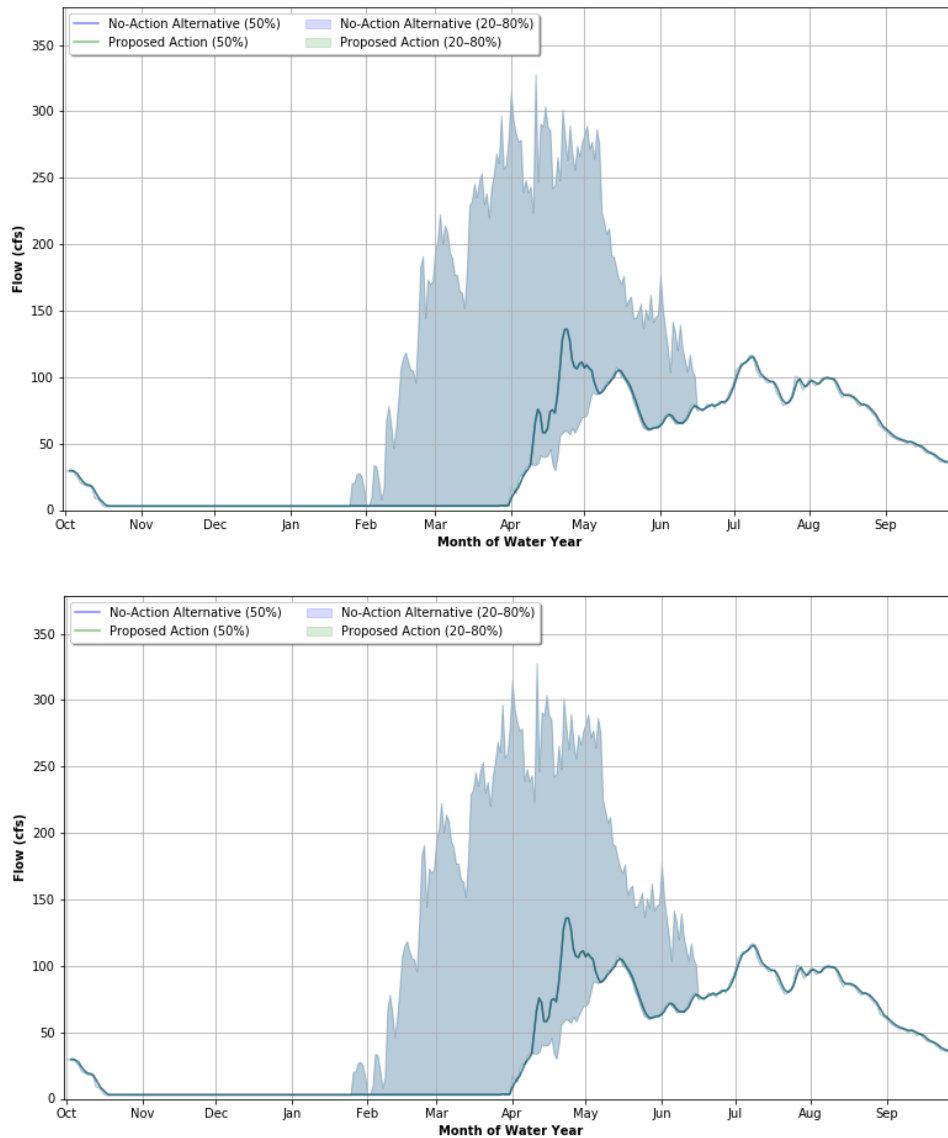 No-Action Alternative (50%) No-Action Alternative (20–80%)
Proposed Action (50%) Proposed Action (20–80%)
350
300
250
200
150
100
50
0
Flow (cfs)
Oct Nov Dec Jan Feb Mar Apr May Jun Jul Aug Sep
Month of Water Year
No-Action Alternative (50%) No-Action Alternative (20–80%)
Proposed Action (50%) Proposed Action (20–80%)
350
300
250
200
150
100
50
0
Flow (cfs)
Oct Nov Dec Jan Feb Mar Apr May Jun Jul Aug Sep
Month of Water Year